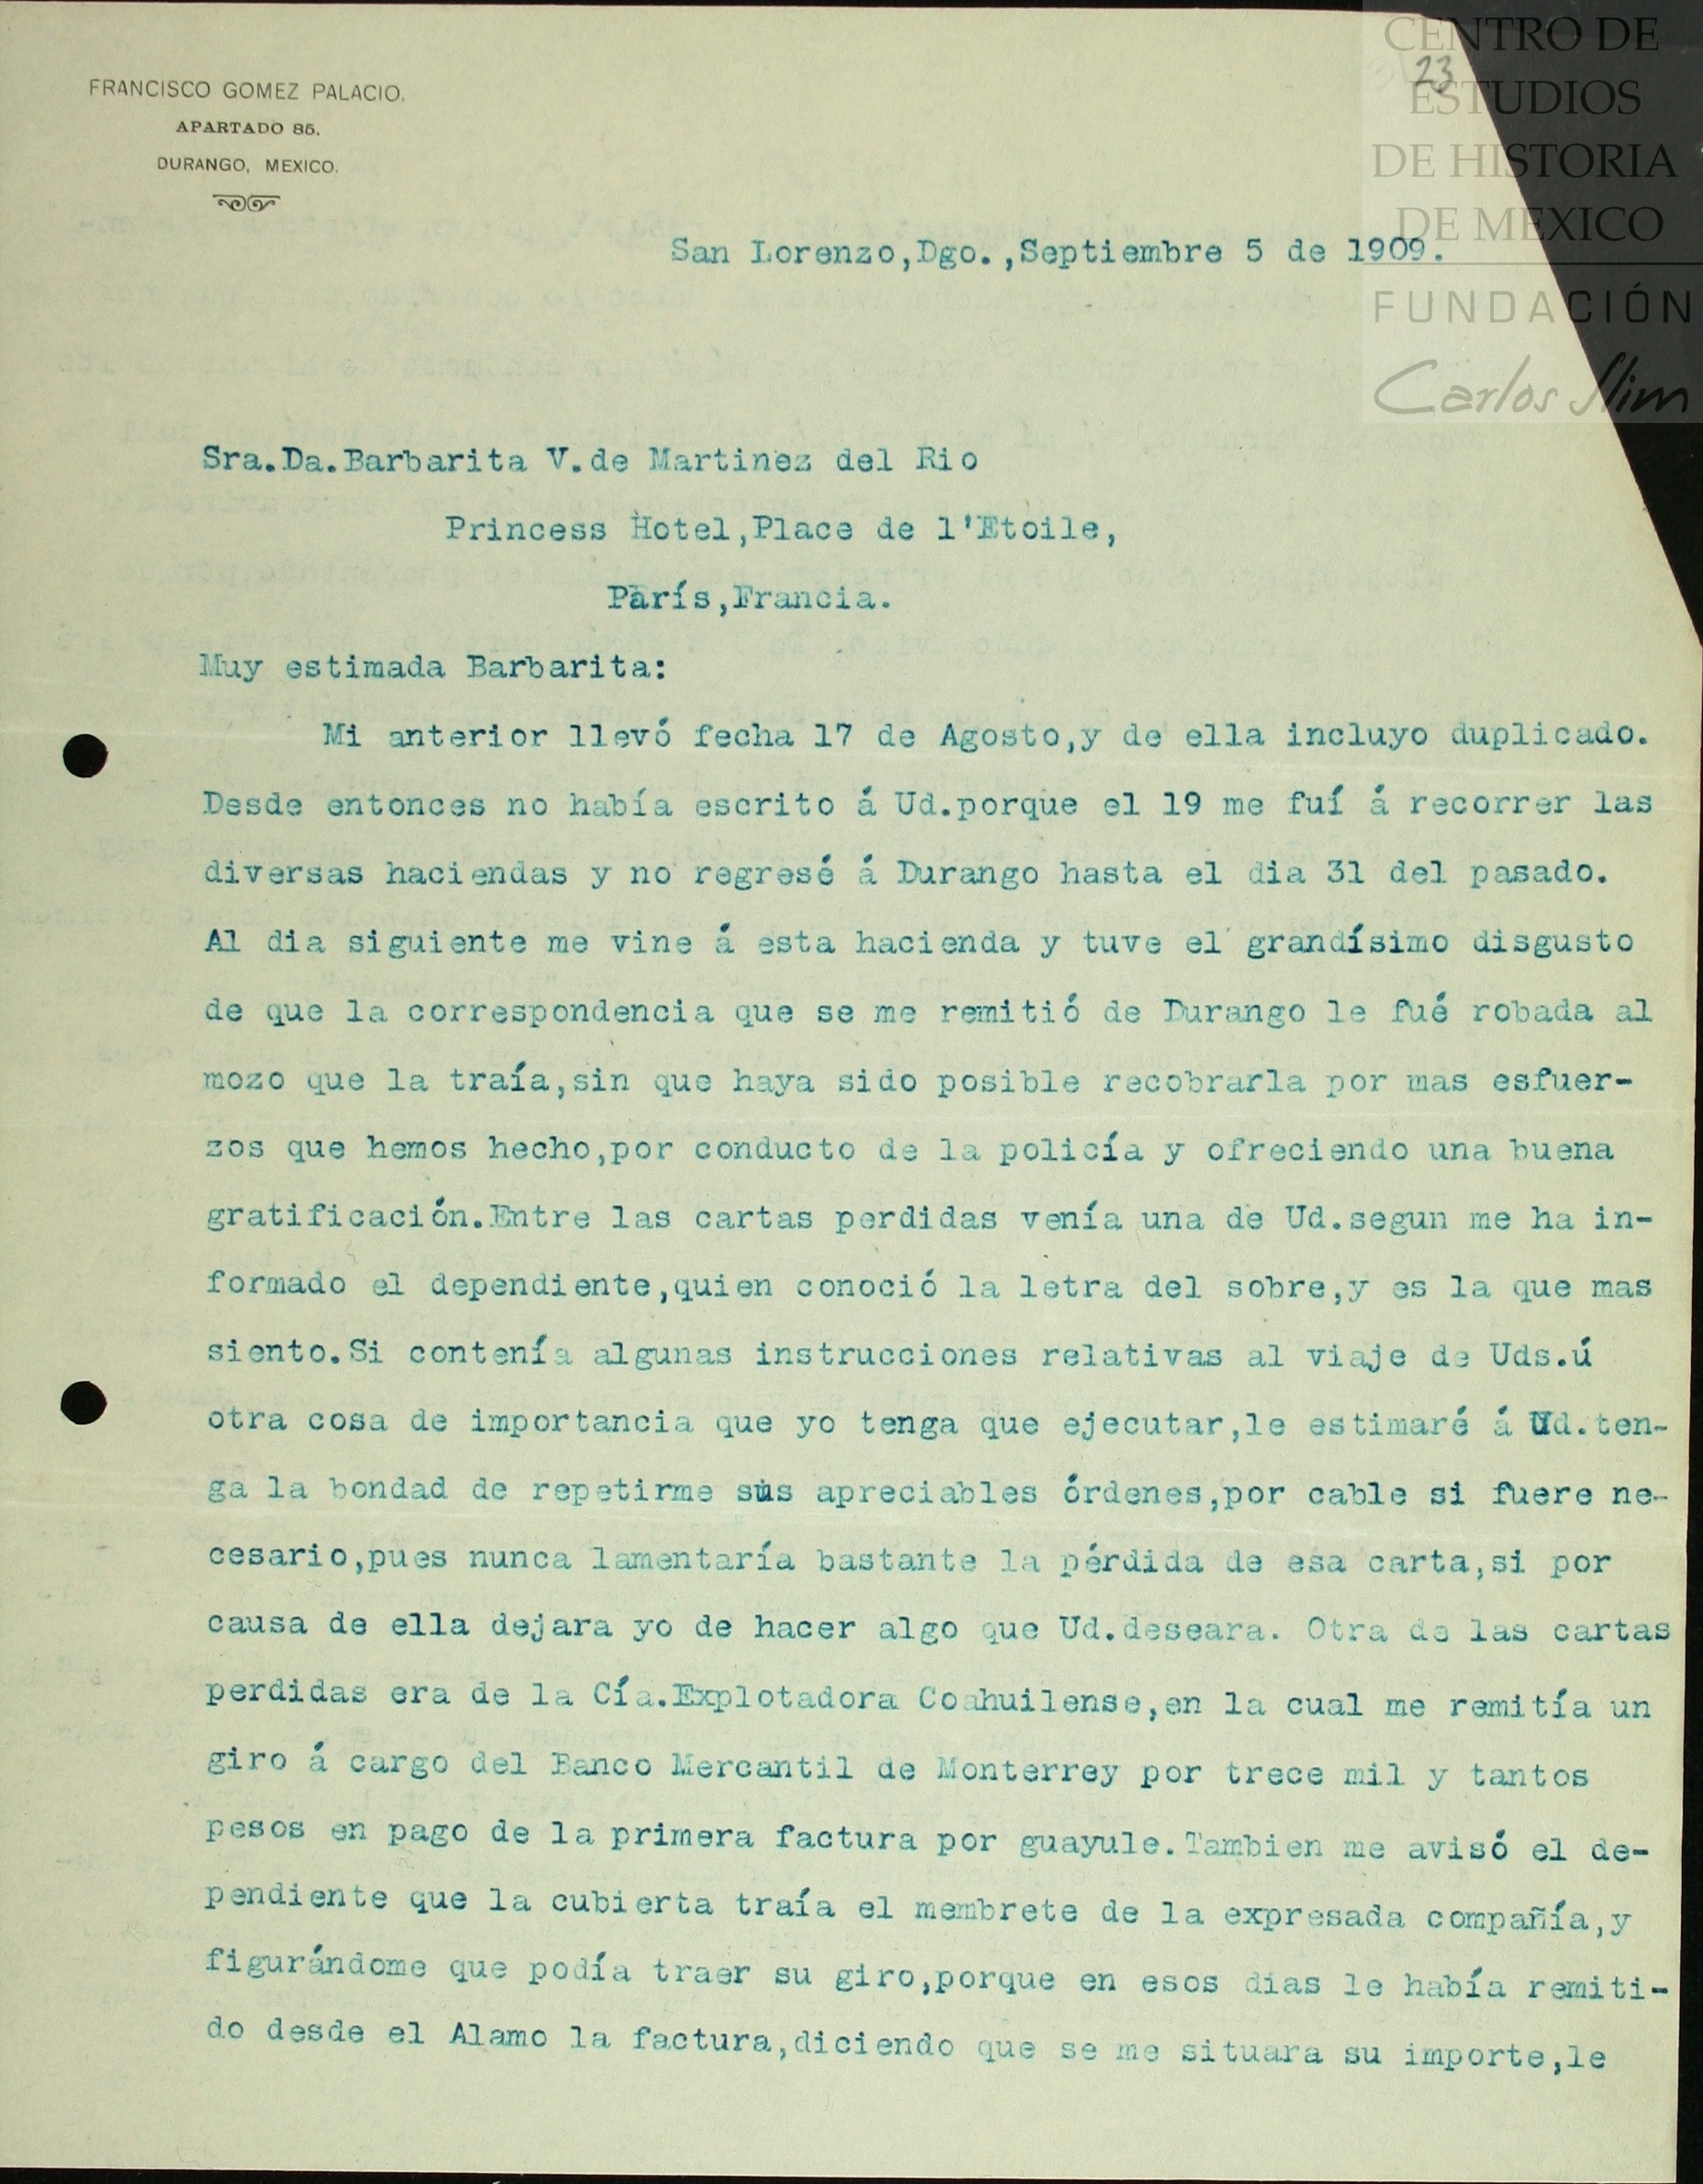 FRANCISCO GOMEZ PALACIO.
APARTADO 85.
DURANGO, MEXICO.
23
CENTRO DE
ESTUDIOS
DE HISTORIA
DE MEXICO
FUNDACIÓN
Carlos Slim
San Lorenzo,Dgo.,Septiembre 5 de 1909.
Sra.Da.Barbarita V.de Martinez del Rio
Princess Hotel,Place de l'Etoile,
París,Francia.
Muy estimada Barbarita:
Mi anterior llevó fecha 17 de Agosto,y de ella incluyo duplicado.
Desde entonces no había escrito á Ud.porque el 19 me fuí á recorrer las
diversas haciendas y no regresé á Durango hasta el dia 31 del pasado.
Al dia siguiente me vine á esta hacienda y tuve el grandísimo disgusto
de que la correspondencia que se me remitió de Durango le fué robada al
mozo que la traía,sin que haya sido posible recobrarla por mas esfuer-
zos que hemos hecho,por conducto de la policía y ofreciendo una buena
gratificación.Entre las cartas perdidas venía una de Ud.segun me ha in-
formado el dependiente,quien conoció la letra del sobre,y es la que mas
siento.Si contenía algunas instrucciones relativas al viaje de Uds.ú
otra cosa de importancia que yo tenga que ejecutar,le estimaré á Ud.ten-
ga la bondad de repetirme sus apreciables órdenes,por cable si fuere ne-
cesario,pues nunca lamentaría bastante la pérdida de esa carta,si por
causa de ella dejara yo de hacer algo que Ud.deseara. Otra de las cartas
perdidas era de la Cía.Explotadora Coahuilense,en la cual me remitía un
giro á cargo del Banco Mercantil de Monterrey por trece mil y tantos
pesos en pago de la primera factura por guayule.Tambien me avisó el de-
pendiente que la cubierta traía el membrete de la expresada compañía,y
figurándome que podía traer su giro,porque en esos dias le había remiti-
do desde el Alamo la factura,diciendo que se me situara su importe,le